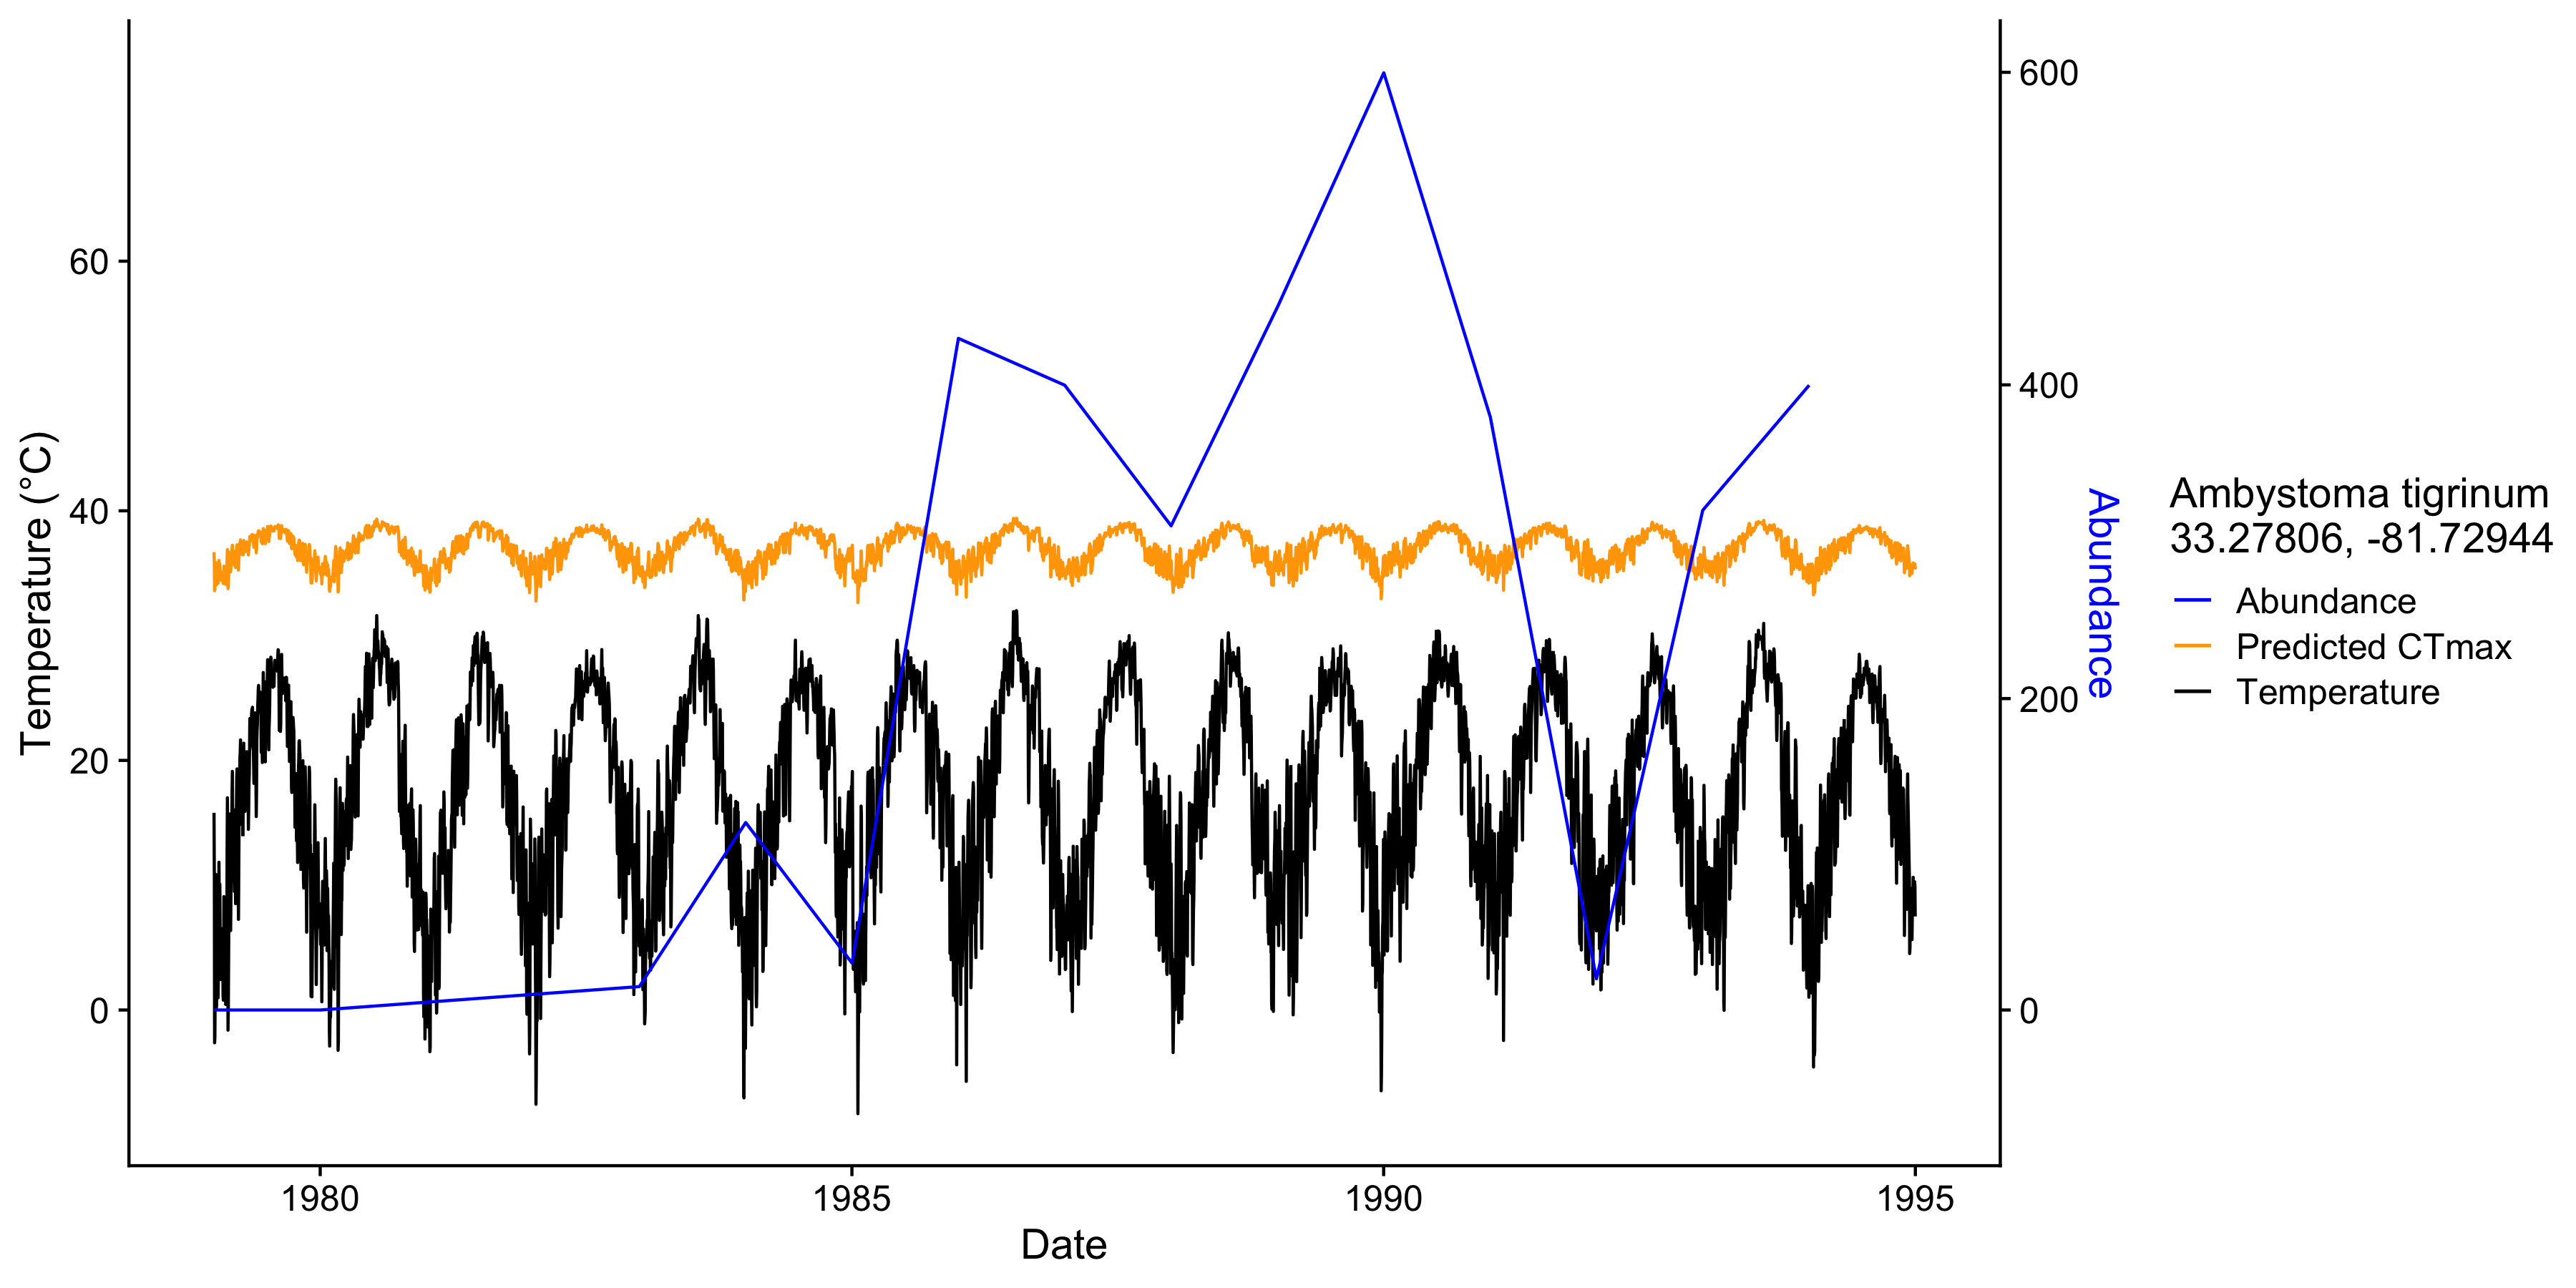 Temperature (°C)
60
40
20
0
1980
1985
1990
1995
Date
600
400
200
0
Abundance
Ambystoma tigrinum
33.27806, -81.72944
Abundance
Predicted CTmax
Temperature